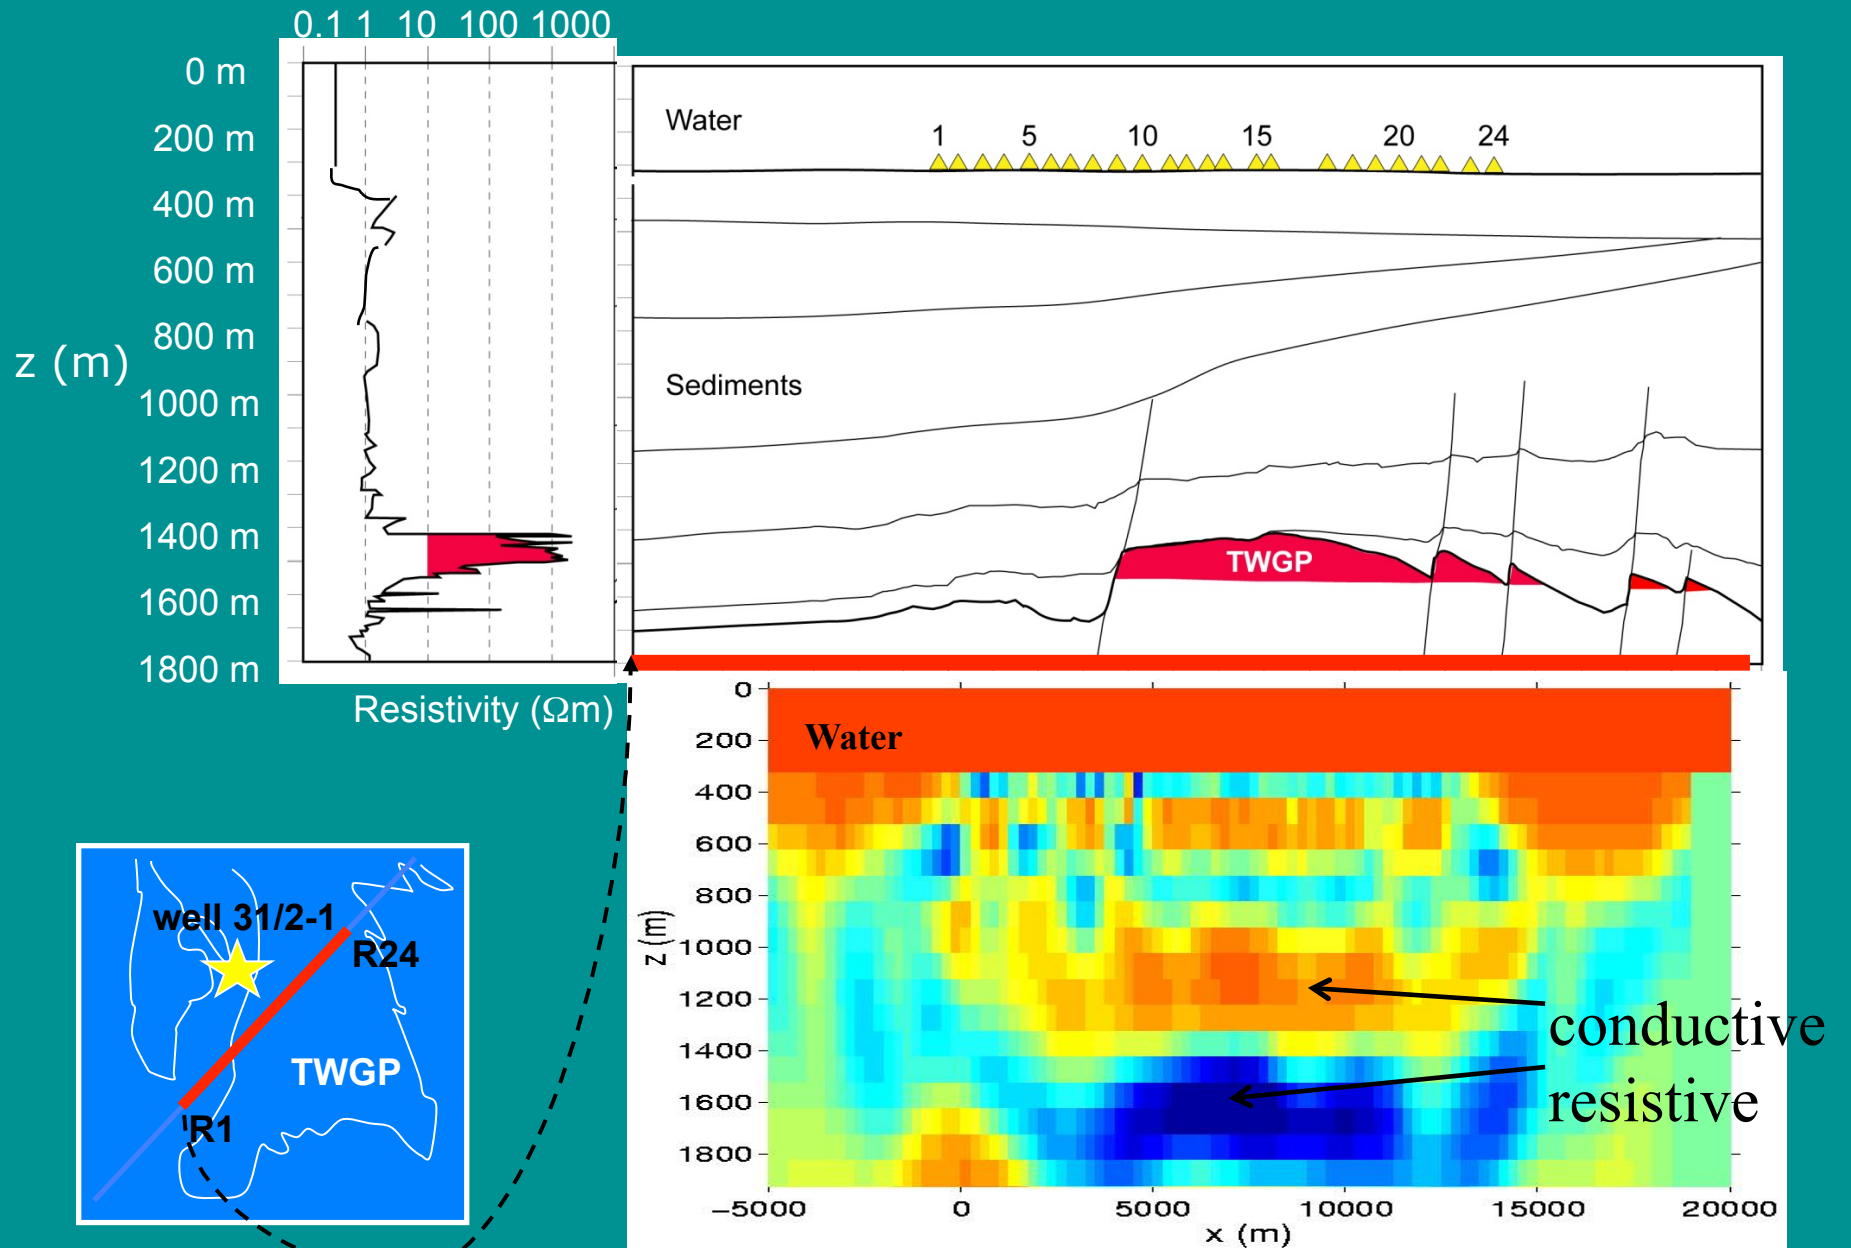 0.1 1 10 100 1000
0 m
200 m
400 m
600 m
800 m
z (m)
1000 m
1200 m
1400 m
1600 m
1800 m
Resistivity (Ωm)
Water
1 5 10 15 20 24
Sediments
TWGP
0
200
400
600
800
1000
1200
1400
1600
1800
z (m)
Water
conductive
resistive
−5000 0 5000 10000 15000 20000
x (m)
well 31/2-1
R24
TWGP
R1